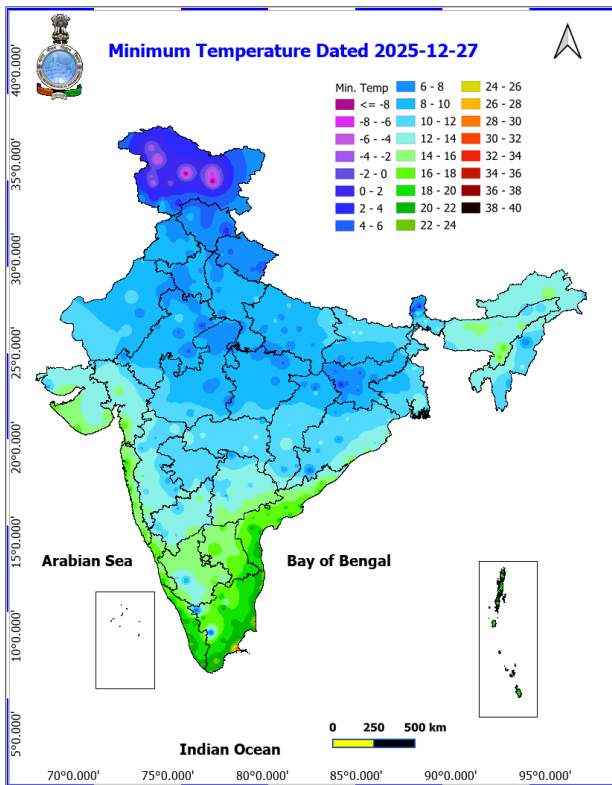 Minimum Temperature Dated 2025-12-27
Min. Temp
<= -8
-8 - -6
-6 - -4
-4 - -2
-2 - 0
0 - 2
2 - 4
4 - 6
6 - 8
8 - 10
10 - 12
12 - 14
14 - 16
16 - 18
18 - 20
20 - 22
22 - 24
24 - 26
26 - 28
28 - 30
30 - 32
32 - 34
34 - 36
36 - 38
38 - 40
40°0.000'
35°0.000'
30°0.000'
25°0.000'
20°0.000'
15°0.000'
10°0.000'
5°0.000'
Arabian Sea
Bay of Bengal
Indian Ocean
0 250 500 km
70°0.000' 75°0.000' 80°0.000' 85°0.000' 90°0.000' 95°0.000'